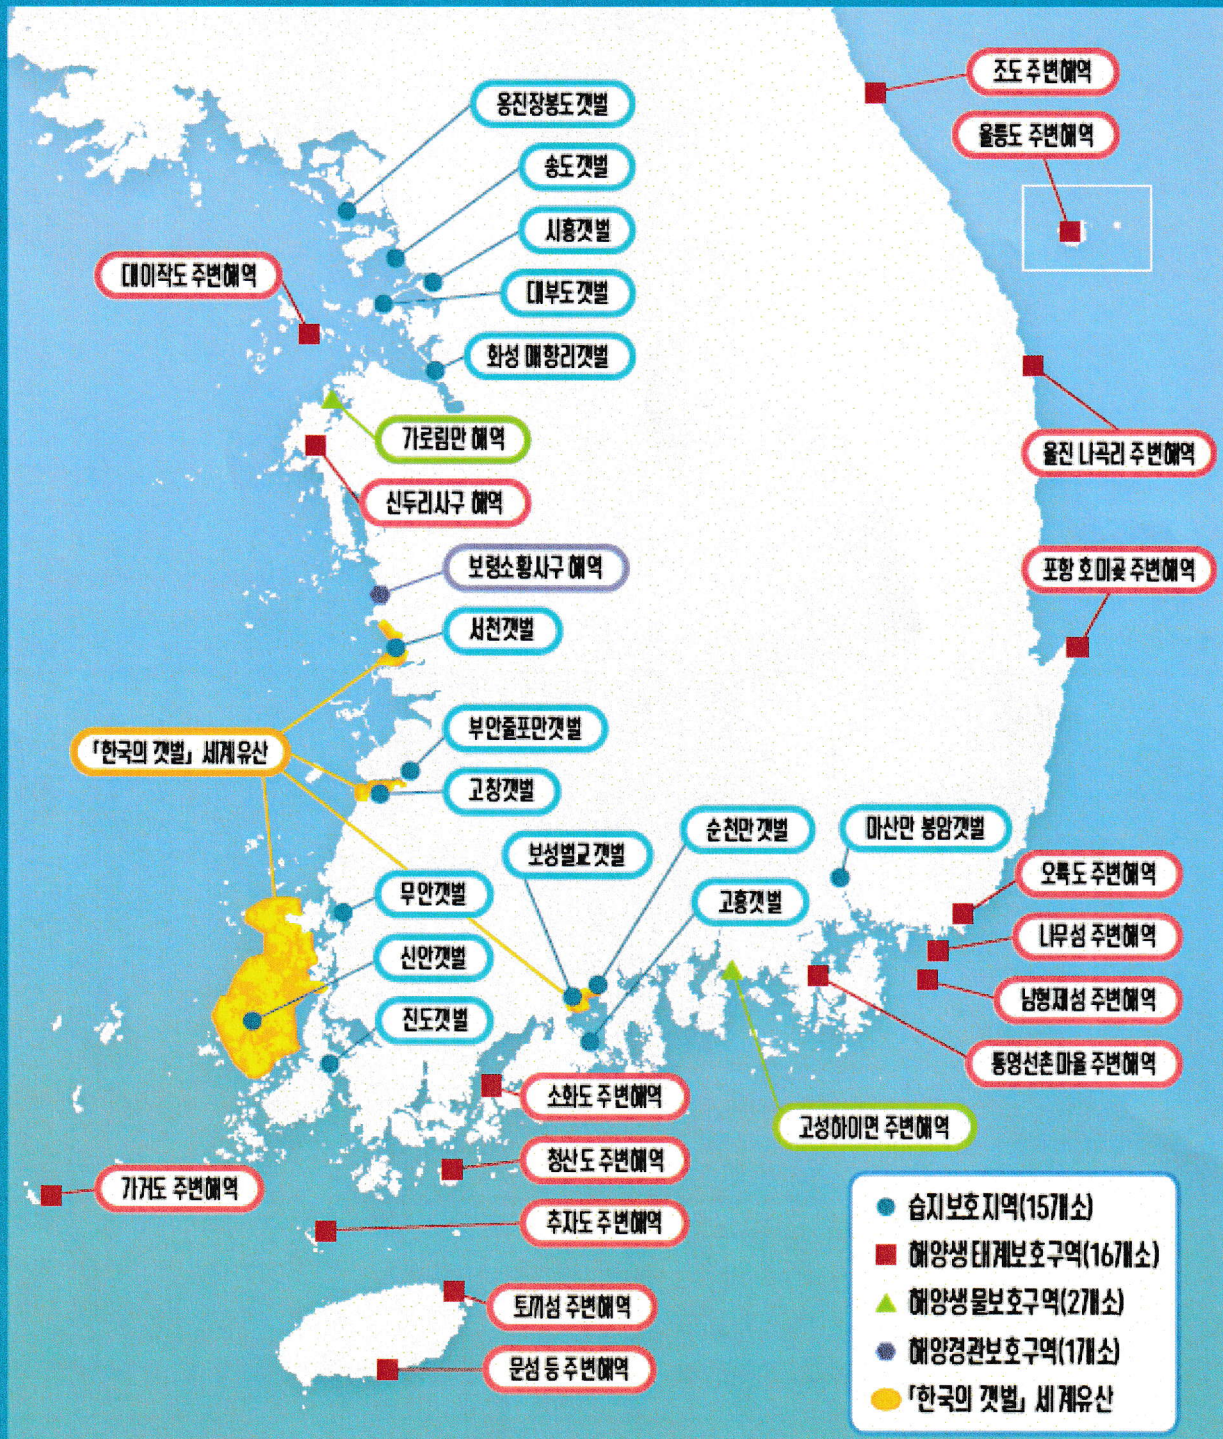 조도 주변해역
옹진장봉도갯벌
울릉도 주변해역
송도갯벌
시흥갯벌
대이작도 주변해역
대부도갯벌
화성 매향리갯벌
가로림만 해역
울진 나곡리 주변해역
신두리사구 해역
보령소황사구 해역
포항 호미곶 주변해역
서천갯벌
부안줄포만갯벌
「한국의 갯벌」 세계유산
고창갯벌
순천만갯벌
마산만 봉암갯벌
보성벌교갯벌
오륙도 주변해역
무안갯벌
고흥갯벌
나무섬 주변해역
신안갯벌
남형제섬 주변해역
진도갯벌
통영선촌마을 주변해역
소화도 주변해역
고성하이면 주변해역
청산도 주변해역
가거도 주변해역
추자도 주변해역
토끼섬 주변해역
문섬 등 주변해역
습지보호지역(15개소)
해양생태계보호구역(16개소)
해양생물보호구역(2개소)
해양경관보호구역(1개소)
「한국의 갯벌」 세계유산